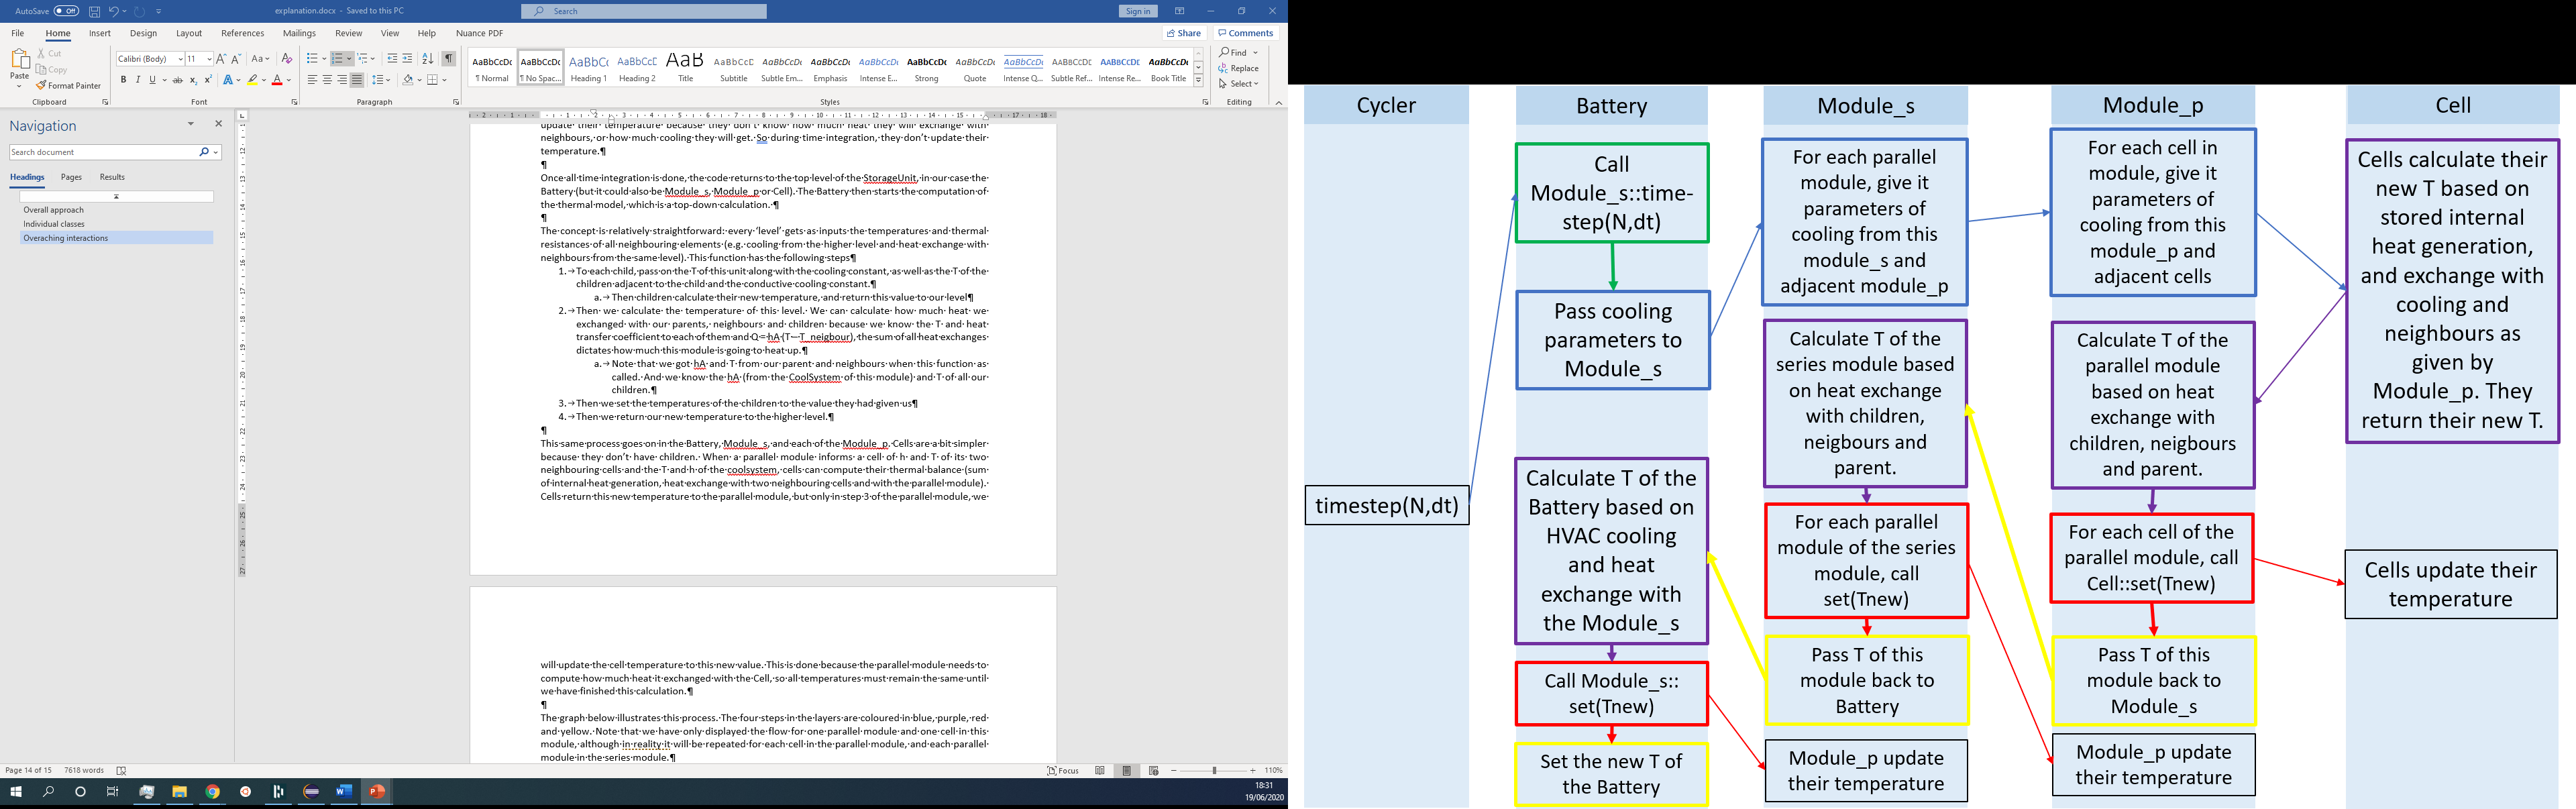 AutoSave Off
explanation.docx - Saved to this PC
Search
Sign in
File Home Insert Design Layout References Mailings Review View Help Nuance PDF
Share Comments
Paste
Cut
Copy
Format Painter
Clipboard
Calibri (Body) 11
Font
Paragraph
AaBbCcDc AaBbCcDc AaBbC( AaBbCcC AaB AaBbCcC AaBbCcDc AaBbCcDc AaBbCcDc AaBbCcDc AaBbCcDc AaBbCcDc AABBCCDC AABBCCDC AaBbCcDc
¶ Normal ¶ No Spac... Heading 1 Heading 2 Title Subtitle Subtle Em... Emphasis Intense E... Strong Quote Intense Q... Subtle Ref... Intense Re... Book Title
Styles
Find
Replace
Select
Editing
Navigation
Search document
Headings Pages Results
Overall approach
Individual classes
Overaching interactions
update their temperature because they don't know how much heat they will exchange with
neighbours, or how much cooling they will get. So during time integration, they don't update their
temperature.¶
¶
Once all time integration is done, the code returns to the top level of the StorageUnit, in our case the
Battery (but it could also be Module_s, Module_p or Cell). The Battery then starts the computation of
the thermal model, which is a top-down calculation. ¶
¶
The concept is relatively straightforward: every 'level' gets as inputs the temperatures and thermal
resistances of all neighbouring elements (e.g. cooling from the higher level and heat exchange with
neighbours from the same level). This function has the following steps¶
1. → To each child, pass on the T of this unit along with the cooling constant, as well as the T of the
children adjacent to the child and the conductive cooling constant.¶
a. → Then children calculate their new temperature, and return this value to our level¶
2. → Then we calculate the temperature of this level. We can calculate how much heat we
exchanged with our parents, neighbours and children because we know the T and heat
transfer coefficient to each of them and Q = hA (T – T_neigbour), the sum of all heat exchanges
dictates how much this module is going to heat up.¶
a. → Note that we got hA and T from our parent and neighbours when this function as
called. And we know the hA (from the CoolSystem of this module) and T of all our
children.¶
3. → Then we set the temperatures of the children to the value they had given us¶
4. → Then we return our new temperature to the higher level.¶
¶
This same process goes on in the Battery, Module_s, and each of the Module_p. Cells are a bit simpler
because they don't have children. When a parallel module informs a cell of h and T of its two
neighbouring cells and the T and h of the coolsystem, cells can compute their thermal balance (sum
of internal heat generation, heat exchange with two neighbouring cells and with the parallel module).
Cells return this new temperature to the parallel module, but only in step 3 of the parallel module, we
will update the cell temperature to this new value. This is done because the parallel module needs to
compute how much heat it exchanged with the Cell, so all temperatures must remain the same until
we have finished this calculation.¶
¶
The graph below illustrates this process. The four steps in the layers are coloured in blue, purple, red
and yellow. Note that we have only displayed the flow for one parallel module and one cell in this
module, although in reality it will be repeated for each cell in the parallel module, and each parallel
module in the series module.¶
Page 14 of 15 7618 words
Focus
110%
18:31
19/06/2020
Cycler
timestep(N,dt)
Battery
Call
Module_s::time-
step(N,dt)
Pass cooling
parameters to
Module_s
Calculate T of the
Battery based on
HVAC cooling
and heat
exchange with
the Module_s
Call Module_s::
set(Tnew)
Set the new T of
the Battery
Module_s
For each parallel
module, give it
parameters of
cooling from this
module_s and
adjacent module_p
Calculate T of the
series module based
on heat exchange
with children,
neigbours and
parent.
For each parallel
module of the series
module, call
set(Tnew)
Pass T of this
module back to
Battery
Module_p update
their temperature
Module_p
For each cell in
module, give it
parameters of
cooling from this
module_p and
adjacent cells
Calculate T of the
parallel module
based on heat
exchange with
children, neigbours
and parent.
For each cell of the
parallel module, call
Cell::set(Tnew)
Pass T of this
module back to
Module_s
Module_p update
their temperature
Cell
Cells calculate their
new T based on
stored internal
heat generation,
and exchange with
cooling and
neighbours as
given by
Module_p. They
return their new T.
Cells update their
temperature